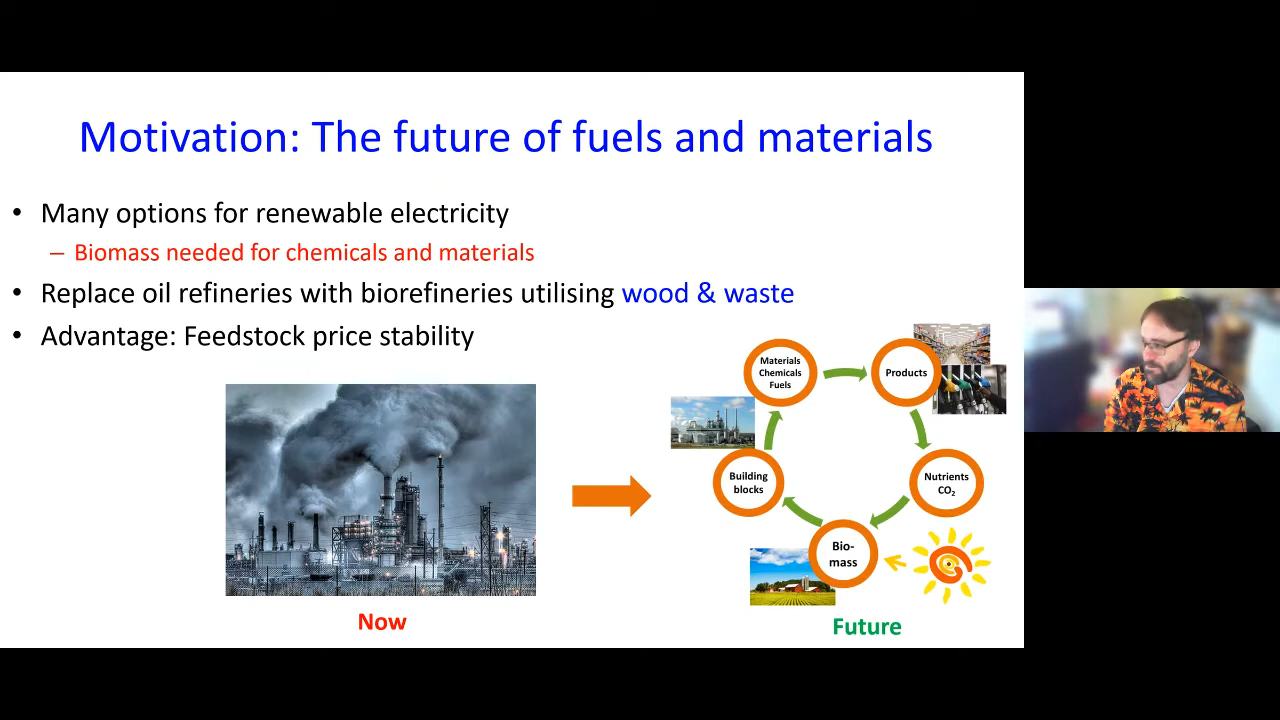 Motivation: The future of fuels and materials
• Many options for renewable electricity
– Biomass needed for chemicals and materials
• Replace oil refineries with biorefineries utilising wood & waste
• Advantage: Feedstock price stability
Materials
Chemicals
Fuels
Products
Nutrients
CO₂
Bio-
mass
Building
blocks
Now
Future